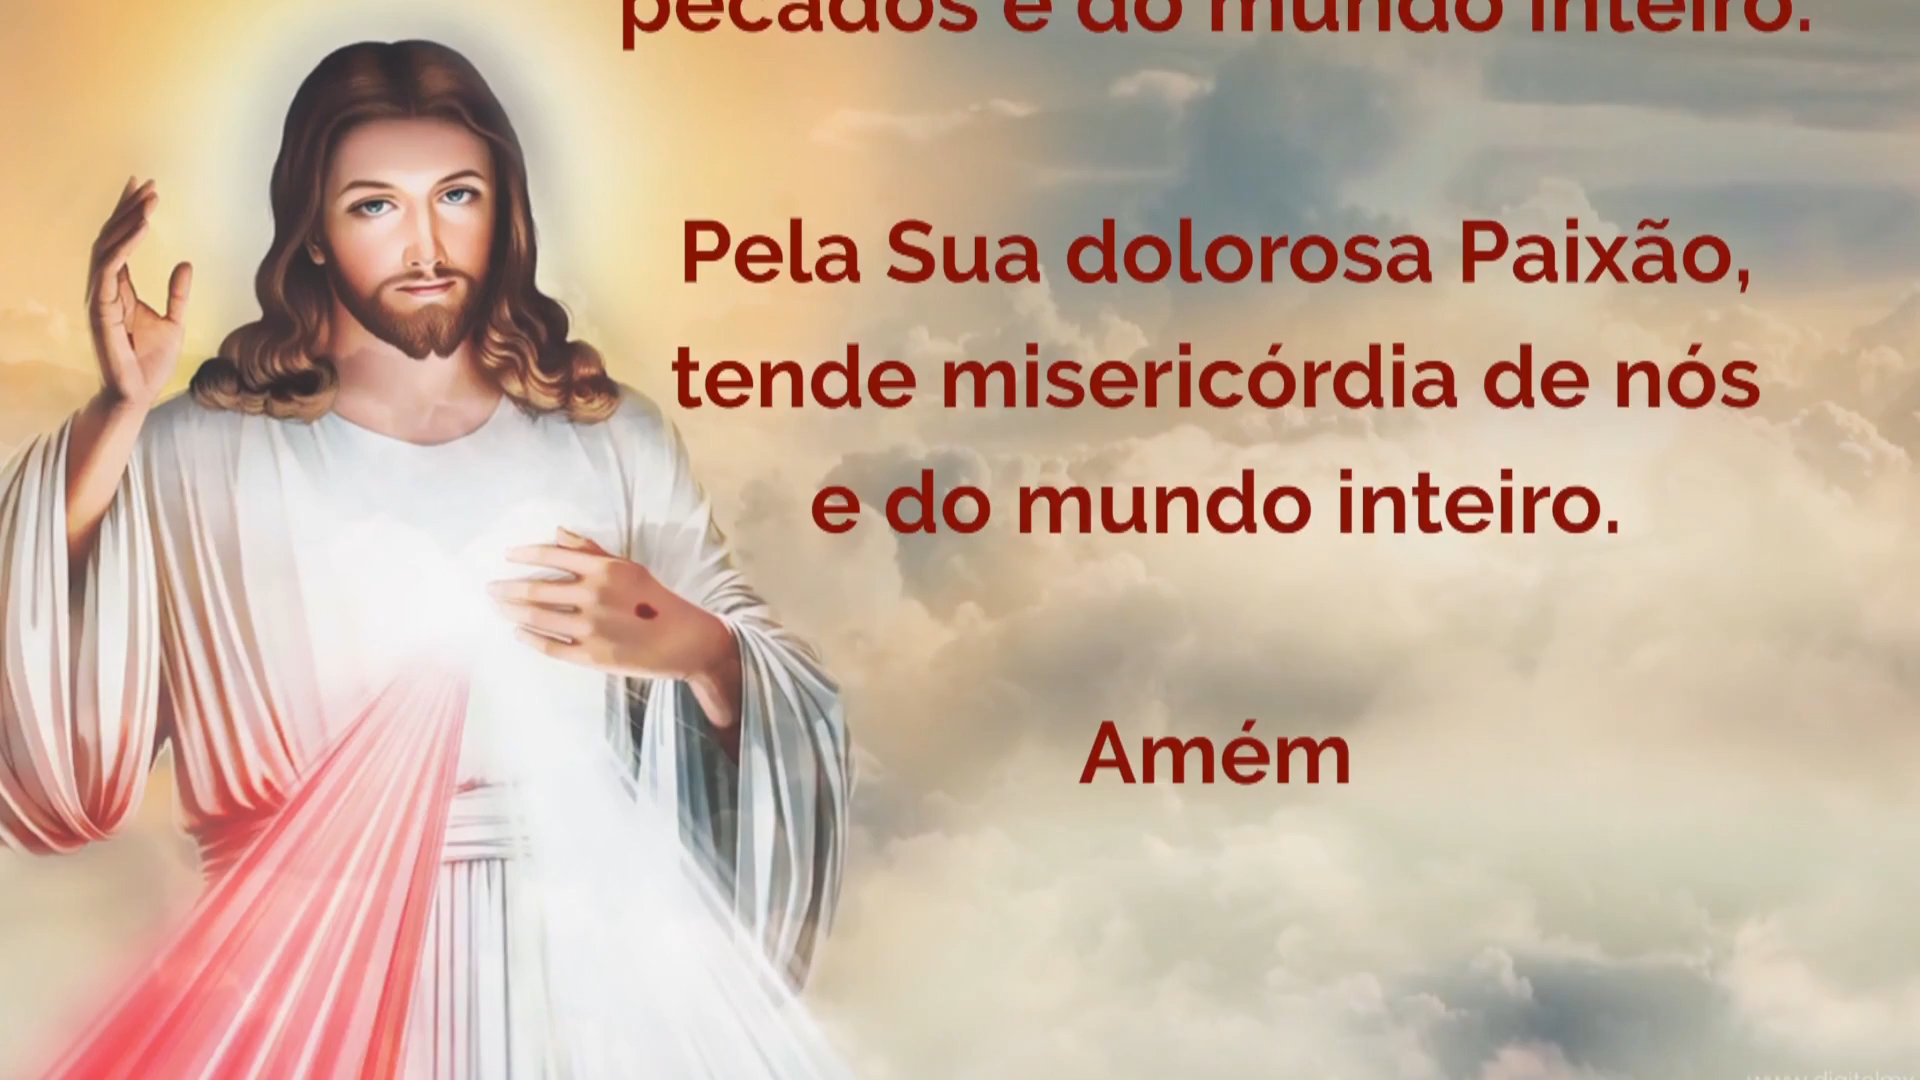 pecados e do mundo inteiro.
Pela Sua dolorosa Paixão,
tende misericórdia de nós
e do mundo inteiro.
Amém